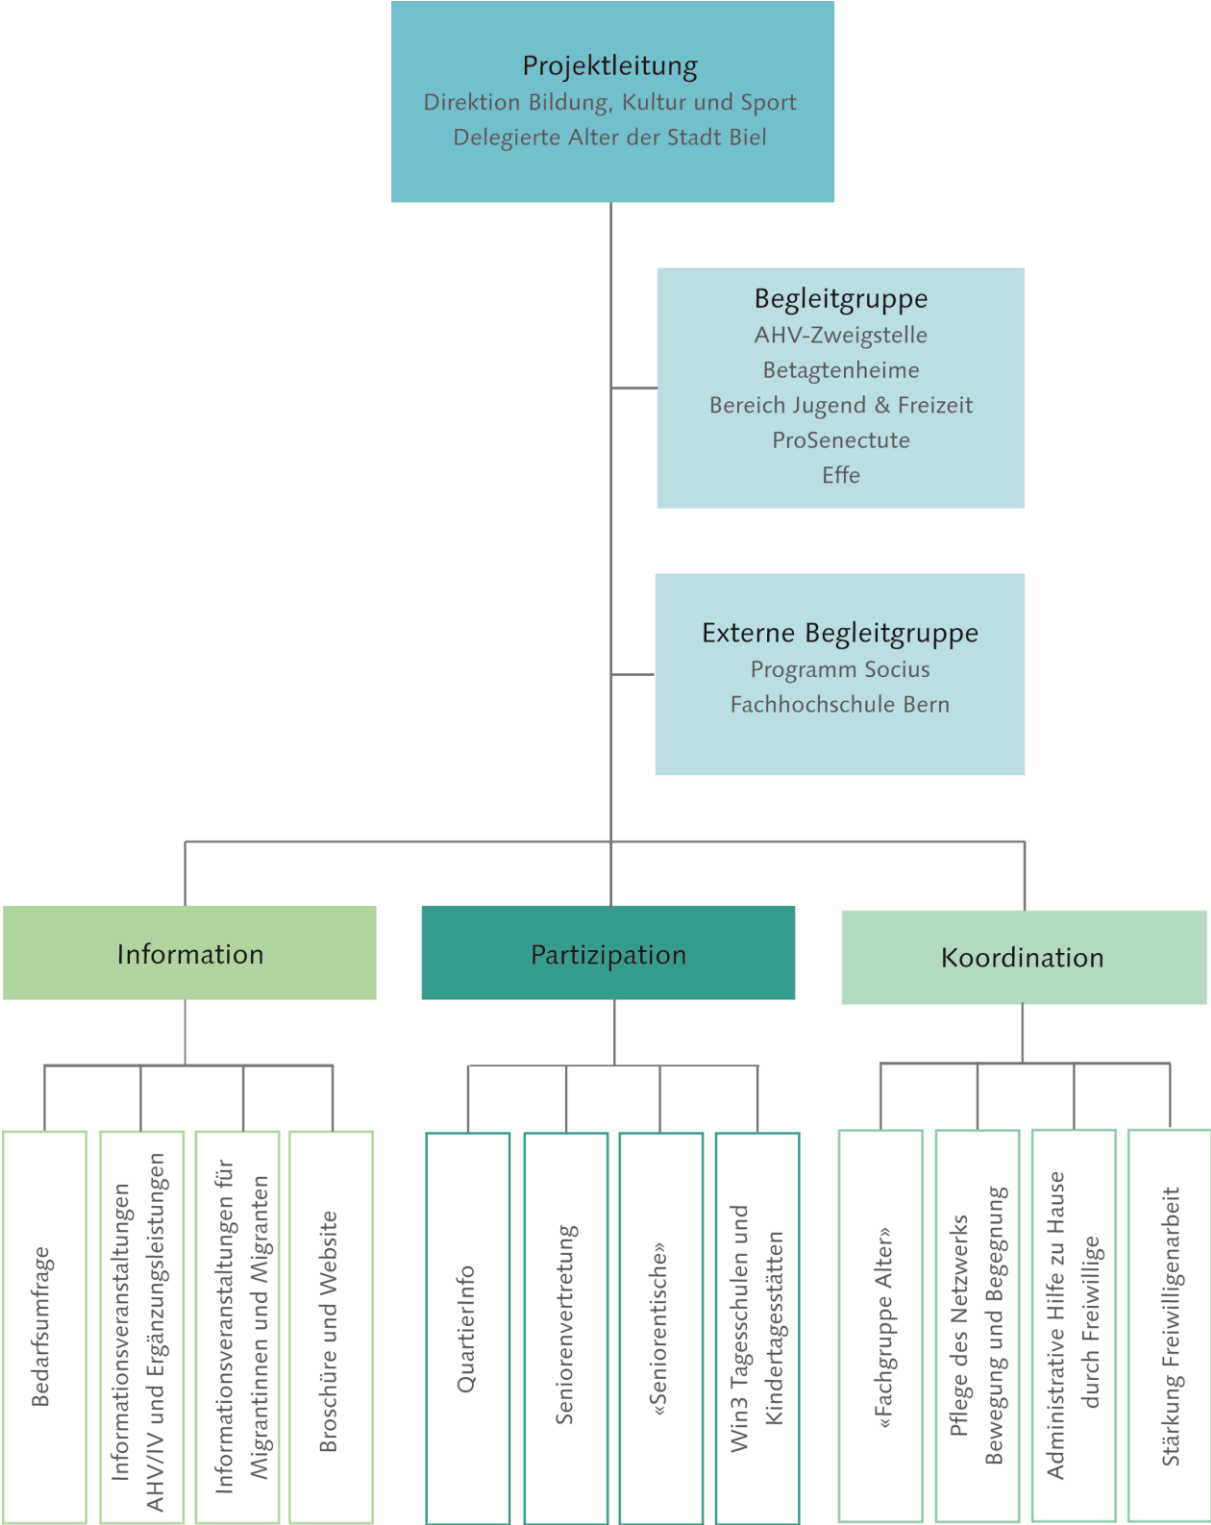 Projektleitung
Direktion Bildung, Kultur und Sport
Delegierte Alter der Stadt Biel
Begleitgruppe
AHV-Zweigstelle
Betagtenheime
Bereich Jugend & Freizeit
ProSenectute
Effe
Externe Begleitgruppe
Programm Socius
Fachhochschule Bern
Information
Partizipation
Koordination
Bedarfsumfrage
Informationsveranstaltungen
AHV/IV und Ergänzungsleistungen
Informationsveranstaltungen für
Migrantinnen und Migranten
Broschüre und Website
QuartierInfo
Seniorenvertretung
«Seniorentische»
Win3 Tagesschulen und
Kindertagesstätten
«Fachgruppe Alter»
Pflege des Netzwerks
Bewegung und Begegnung
Administrative Hilfe zu Hause
durch Freiwillige
Stärkung Freiwilligenarbeit